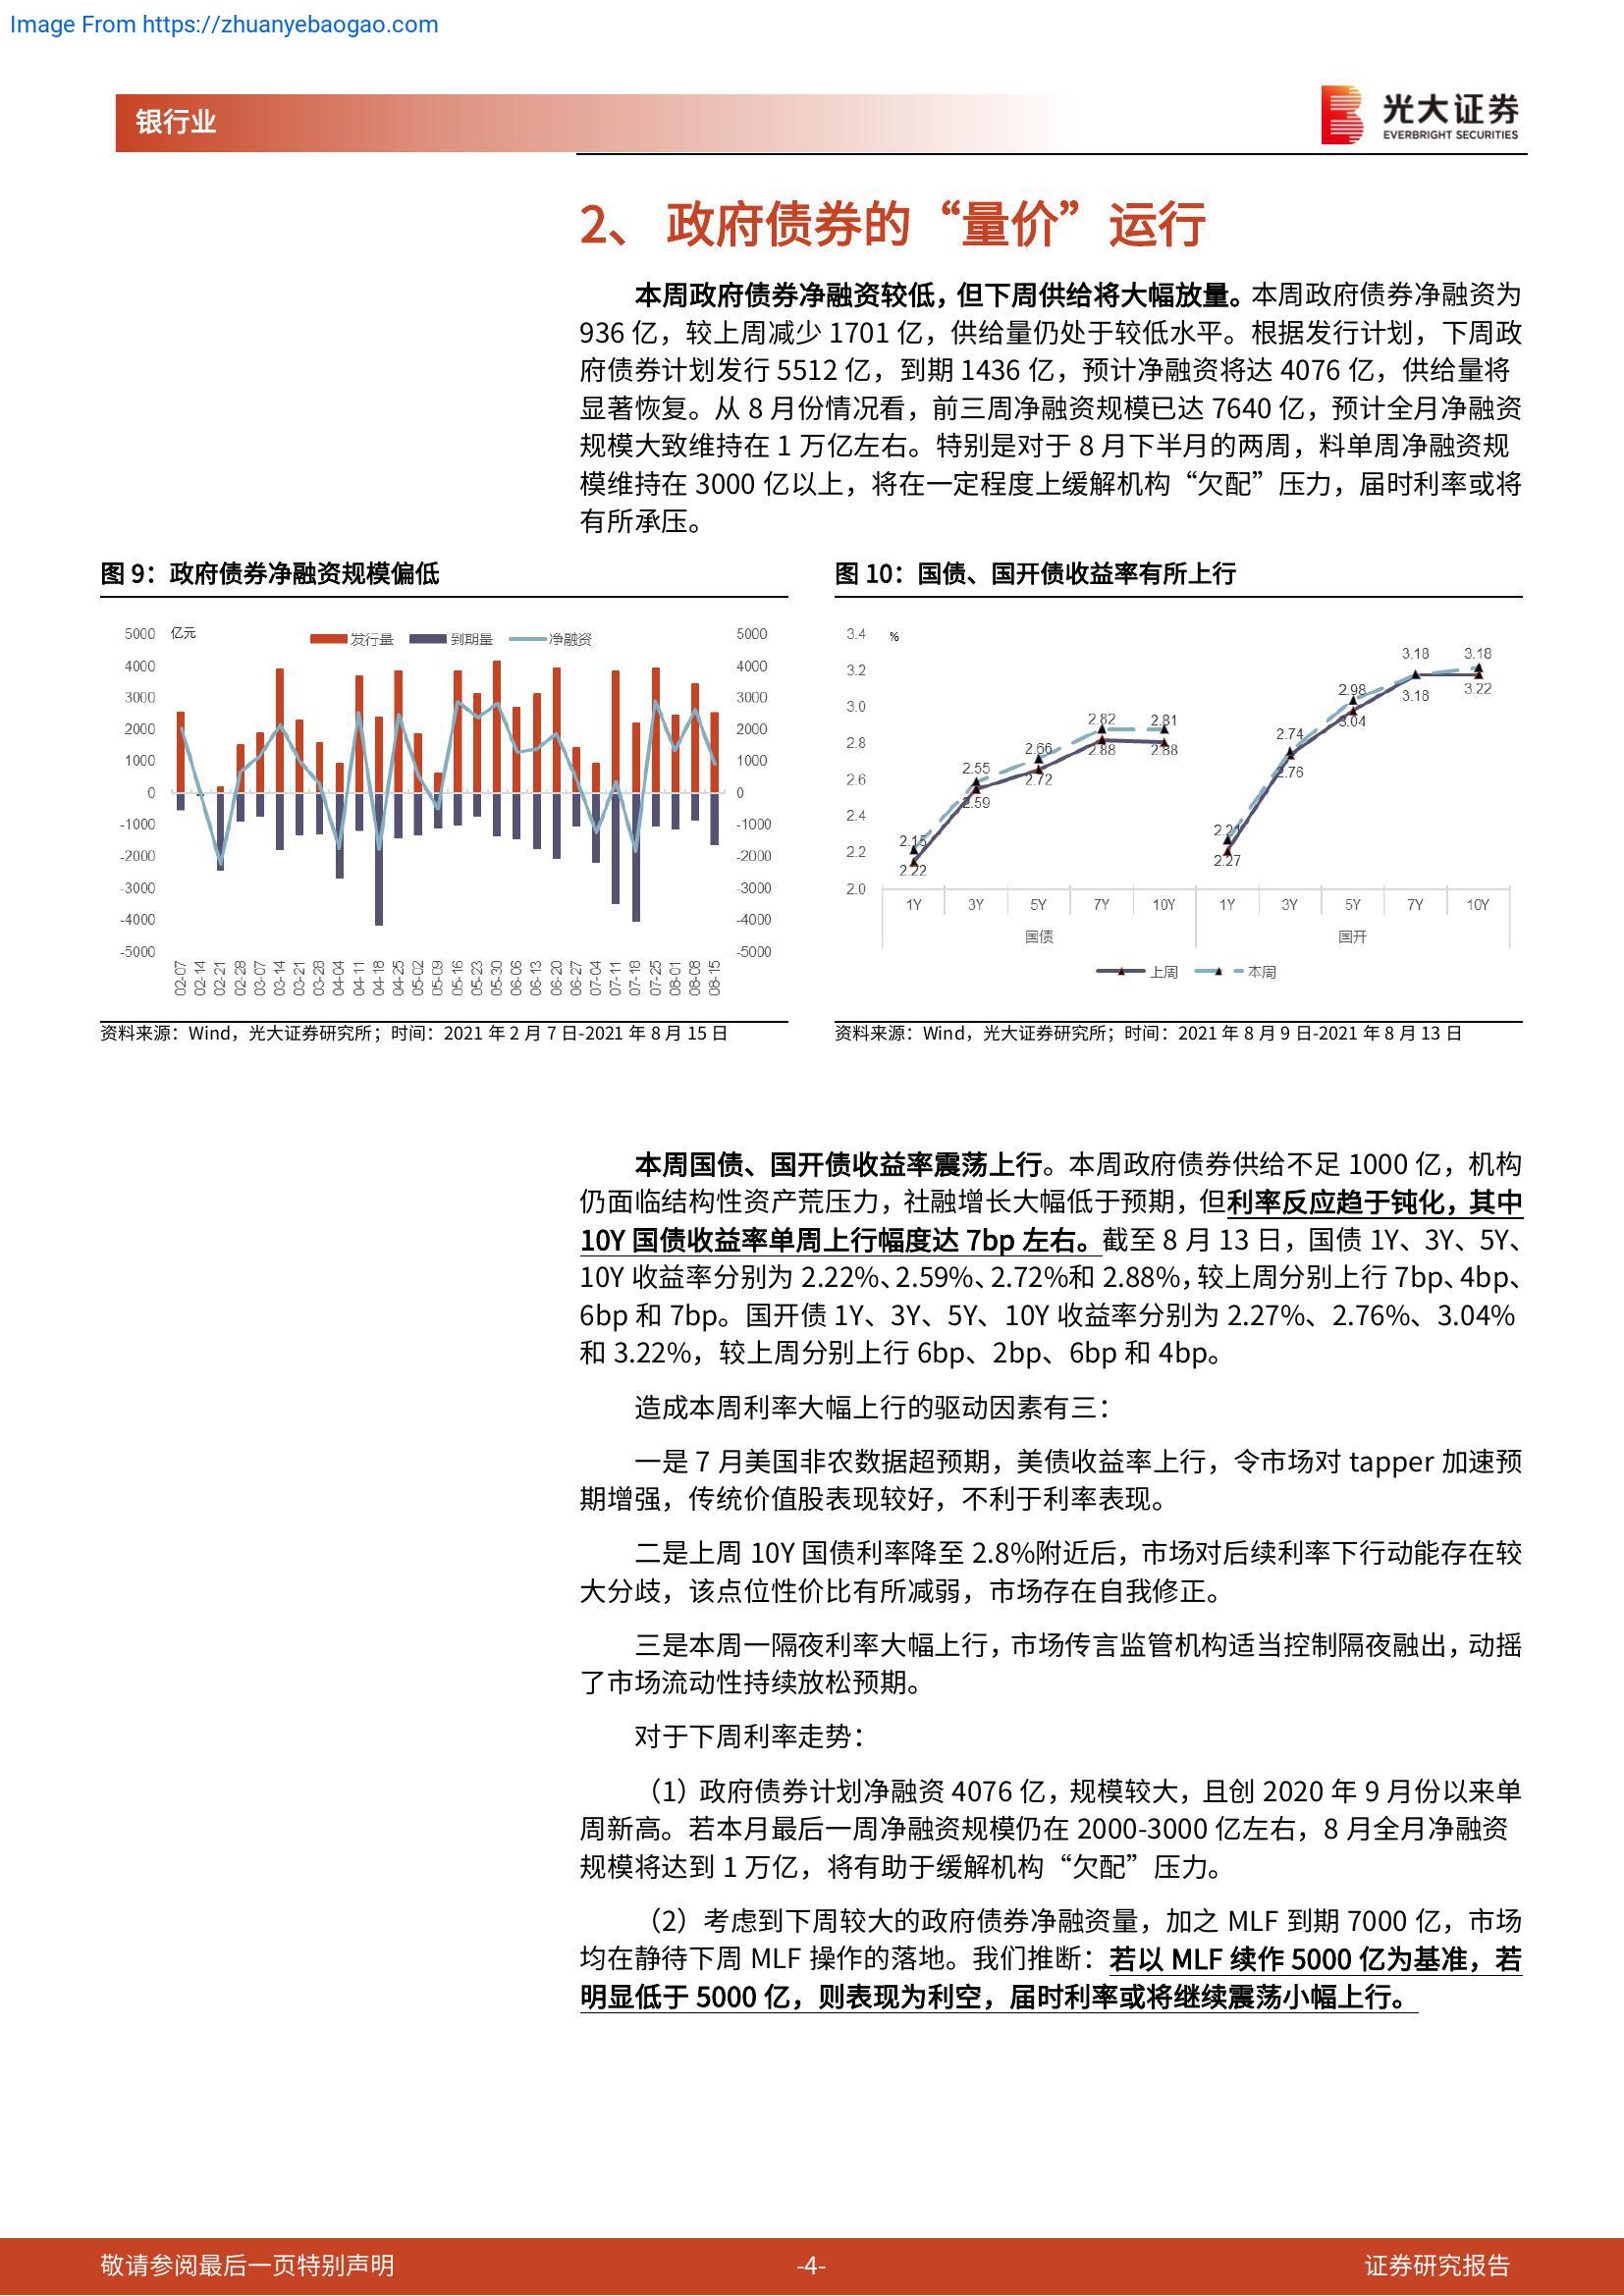 Image From https://zhuanyebaogao.com
银行业
光大证券
EVERBRIGHT SECURITIES
2、 政府债券的“量价”运行
本周政府债券净融资较低，但下周供给将大幅放量。本周政府债券净融资为
936 亿，较上周减少 1701 亿，供给量仍处于较低水平。根据发行计划，下周政
府债券计划发行 5512 亿，到期 1436 亿，预计净融资将达 4076 亿，供给量将
显著恢复。从 8 月份情况看，前三周净融资规模已达 7640 亿，预计全月净融资
规模大致维持在 1 万亿左右。特别是对于 8 月下半月的两周，料单周净融资规
模维持在 3000 亿以上，将在一定程度上缓解机构“欠配”压力，届时利率或将
有所承压。
图 9：政府债券净融资规模偏低
亿元
发行量 到期量 净融资
5000 5000
4000 4000
3000 3000
2000 2000
1000 1000
0 0
-1000 -1000
-2000 -2000
-3000 -3000
-4000 -4000
-5000 -5000
02-07 02-14 02-21 02-28 03-07 03-14 03-21 03-28 04-04 04-11 04-18 04-25 05-02 05-09 05-16 05-23 05-30 06-06 06-13 06-20 06-27 07-04 07-11 07-18 07-25 08-01 08-08 08-15
资料来源：Wind，光大证券研究所；时间：2021 年 2 月 7 日-2021 年 8 月 15 日
图 10：国债、国开债收益率有所上行
%
3.4
3.2
3.0
2.8
2.6
2.4
2.2
2.0
2.15 2.55 2.66 2.82 2.81 2.21 2.74 2.98 3.18 3.18
2.22 2.59 2.72 2.88 2.88 2.27 2.76 3.04 3.18 3.22
1Y 3Y 5Y 7Y 10Y 1Y 3Y 5Y 7Y 10Y
国债 国开
上周 本周
资料来源：Wind，光大证券研究所；时间：2021 年 8 月 9 日-2021 年 8 月 13 日
本周国债、国开债收益率震荡上行。本周政府债券供给不足 1000 亿，机构
仍面临结构性资产荒压力，社融增长大幅低于预期，但利率反应趋于钝化，其中
10Y 国债收益率单周上行幅度达 7bp 左右。截至 8 月 13 日，国债 1Y、3Y、5Y、
10Y 收益率分别为 2.22%、2.59%、2.72%和 2.88%，较上周分别上行 7bp、4bp、
6bp 和 7bp。国开债 1Y、3Y、5Y、10Y 收益率分别为 2.27%、2.76%、3.04%
和 3.22%，较上周分别上行 6bp、2bp、6bp 和 4bp。
造成本周利率大幅上行的驱动因素有三：
一是 7 月美国非农数据超预期，美债收益率上行，令市场对 tapper 加速预
期增强，传统价值股表现较好，不利于利率表现。
二是上周 10Y 国债利率降至 2.8%附近后，市场对后续利率下行动能存在较
大分歧，该点位性价比有所减弱，市场存在自我修正。
三是本周一隔夜利率大幅上行，市场传言监管机构适当控制隔夜融出，动摇
了市场流动性持续放松预期。
对于下周利率走势：
（1）政府债券计划净融资 4076 亿，规模较大，且创 2020 年 9 月份以来单
周新高。若本月最后一周净融资规模仍在 2000-3000 亿左右，8 月全月净融资
规模将达到 1 万亿，将有助于缓解机构“欠配”压力。
（2）考虑到下周较大的政府债券净融资量，加之 MLF 到期 7000 亿，市场
均在静待下周 MLF 操作的落地。我们推断：若以 MLF 续作 5000 亿为基准，若
明显低于 5000 亿，则表现为利空，届时利率或将继续震荡小幅上行。
敬请参阅最后一页特别声明
-4-
证券研究报告